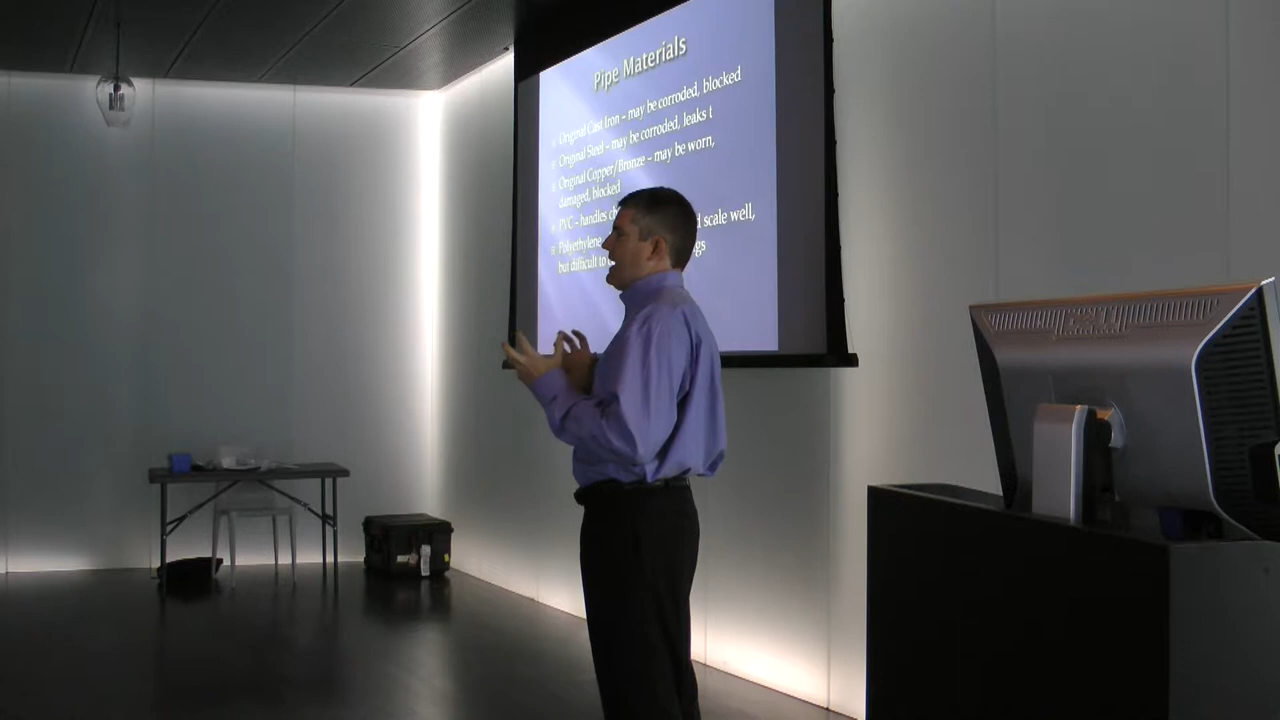 Pipe Materials
Original Cast Iron – may be corroded, blocked
Original Steel – may be corroded, leaks t
Original Copper/Bronze – may be worn,
damaged, blocked
PVC – handles scale well,
Polyethylene
but difficult to